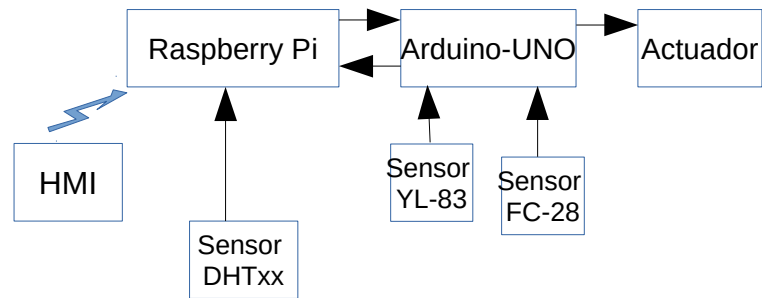 Raspberry Pi
Arduino-UNO
Actuador
HMI
Sensor
YL-83
Sensor
FC-28
Sensor
DHTxx